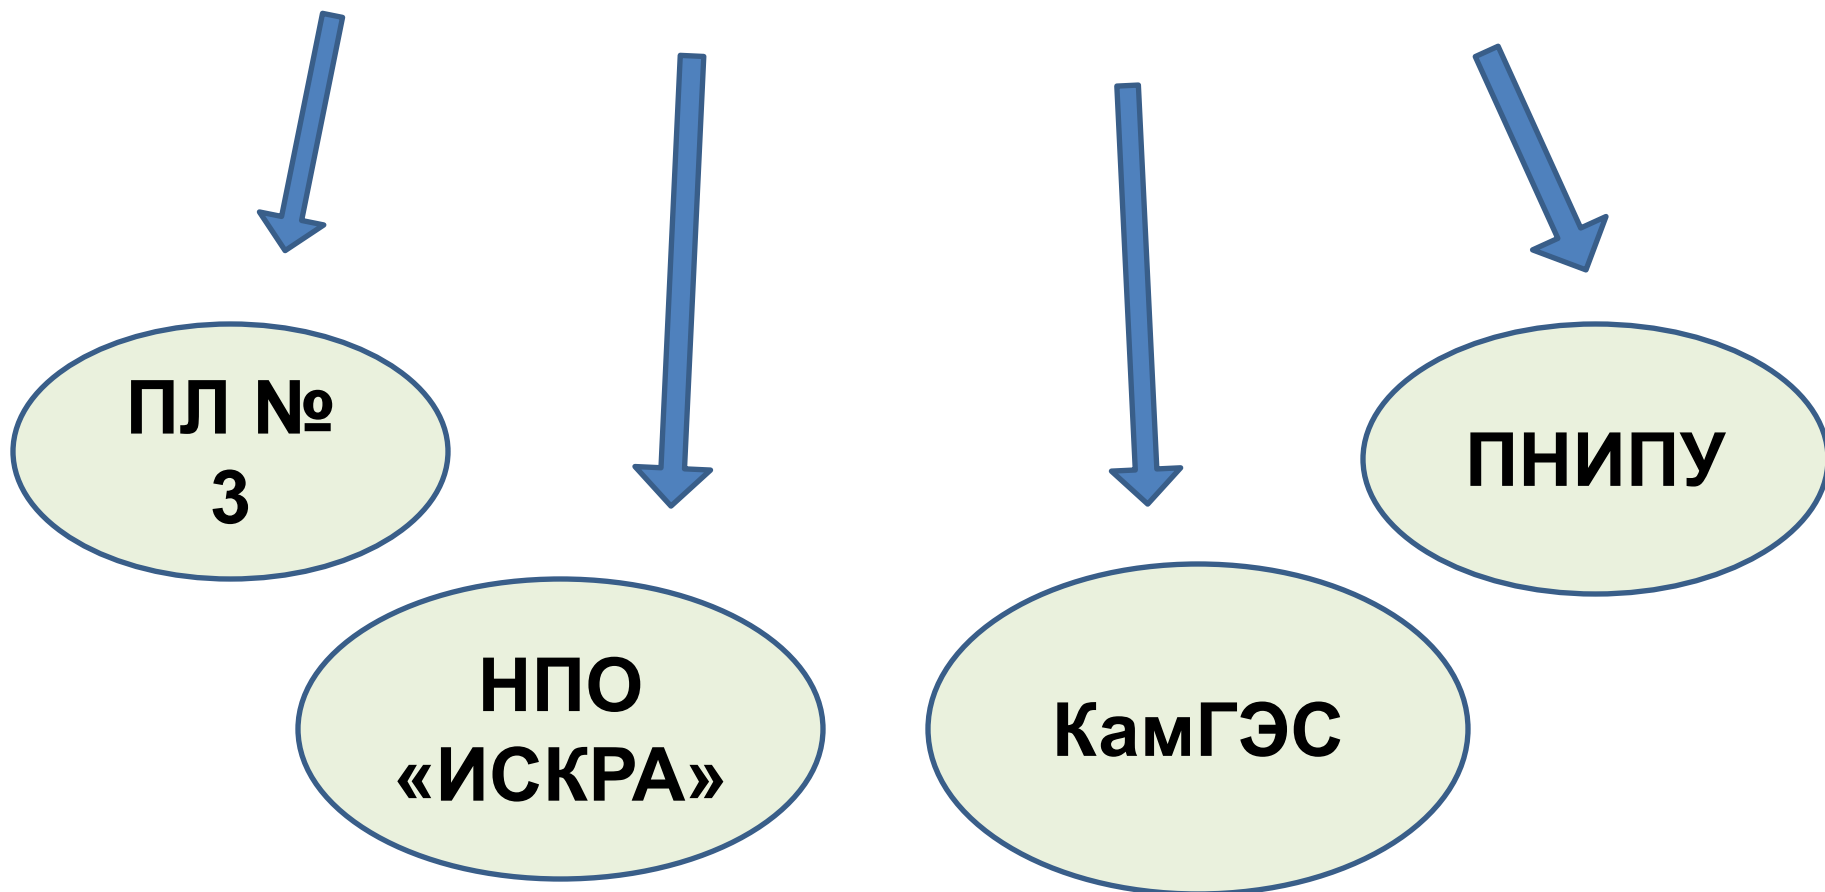 ПЛ №
3
НПО
«ИСКРА»
КамГЭС
ПНИПУ